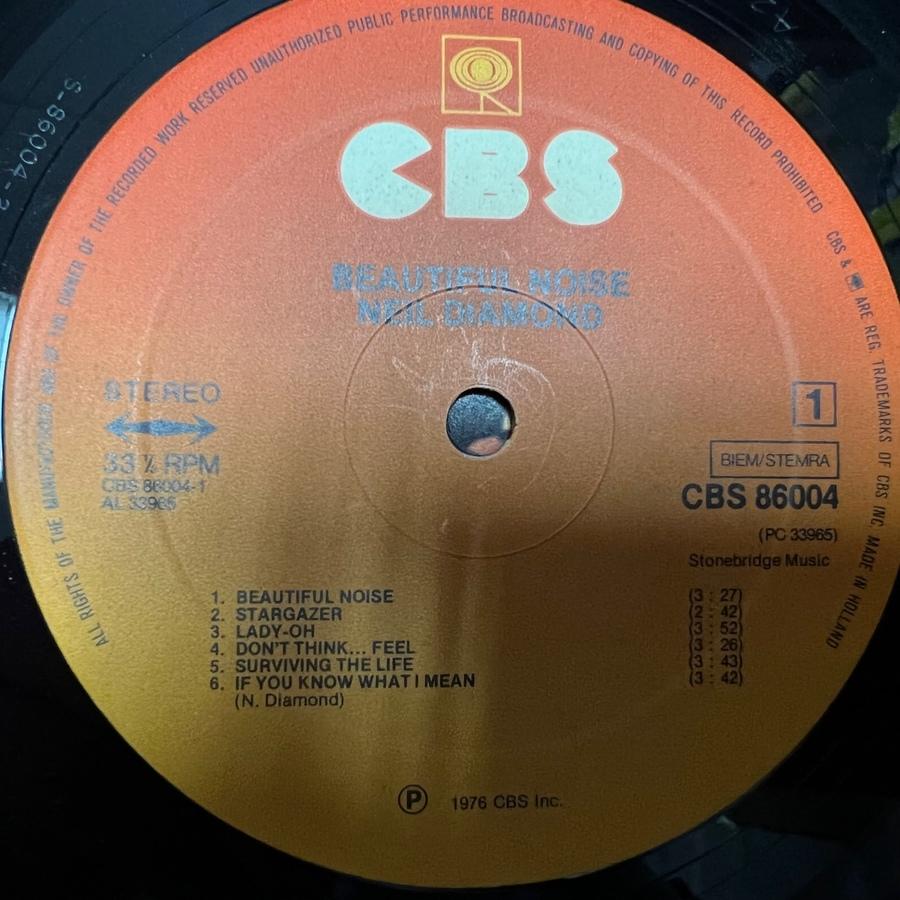 ALL RIGHTS OF THE MANUFACTURER AND OF THE OWNER OF THE RECORDED WORK RESERVED UNAUTHORIZED PUBLIC PERFORMANCE BROADCASTING AND COPYING OF THIS RECORD PROHIBITED
CBS & ARE REG. TRADEMARKS OF CBS INC. MADE IN HOLLAND
CBS
BEAUTIFUL NOISE
NEIL DIAMOND
STEREO
33⅓ RPM
CBS 86004-1
AL 33965
1
BIEM/STEMRA
CBS 86004
(PC 33965)
Stonebridge Music
1. BEAUTIFUL NOISE (3 : 27)
2. STARGAZER (2 : 42)
3. LADY-OH (3 : 52)
4. DON'T THINK... FEEL (3 : 26)
5. SURVIVING THE LIFE (3 : 43)
6. IF YOU KNOW WHAT I MEAN (3 : 42)
(N. Diamond)
℗ 1976 CBS Inc.
S-86004-2